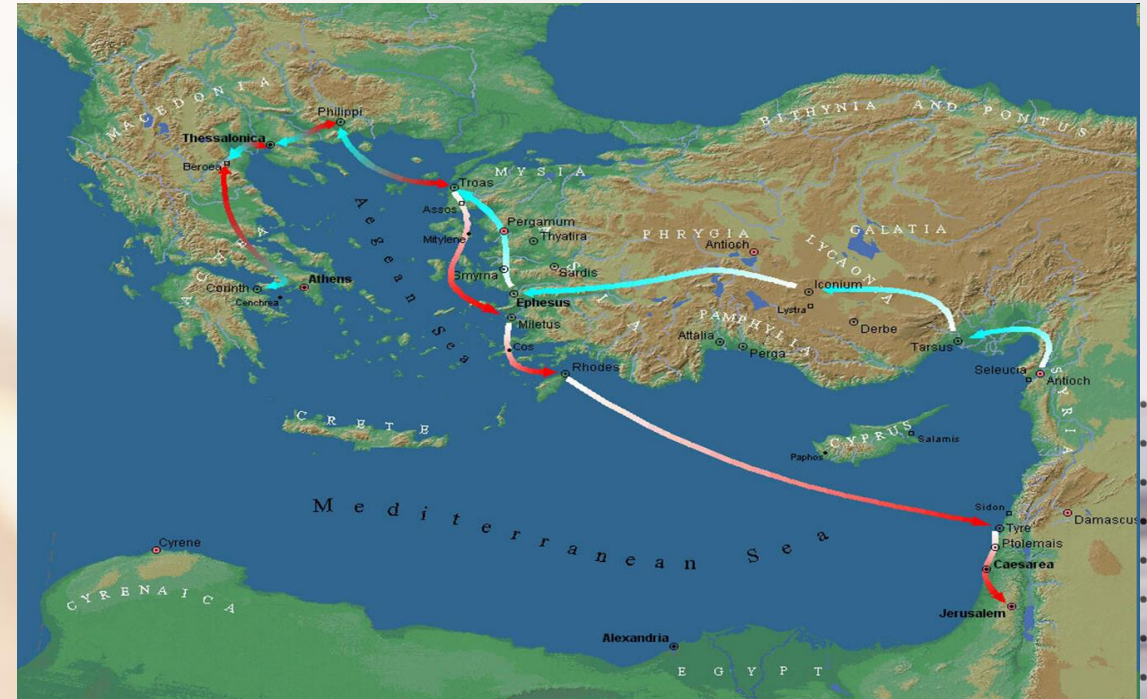 MACEDONIA
Philippi
Thessalonica
Beroea
BITHYNIA AND PONTUS
Troas
MYSIA
Assos
Mitylene
Pergamum
Thyatira
Aegean Sea
ASIA
PHRYGIA
Antioch
LYCAONIA
GALATIA
ACHEA
Athens
Corinth
Cenchrea
Smyrna
Sardis
Ephesus
Miletus
Iconium
Lystra
Derbe
PAMPHYLIA
Attalia
Perga
Tarsus
Seleucia
Antioch
SYRIA
Cos
Rhodes
CRETE
CYPRUS
Salamis
Paphos
Mediterranean Sea
Sidon
Tyre
Damascus
Ptolemais
Caesarea
Jerusalem
Cyrene
CYRENAICA
Alexandria
EGYPT